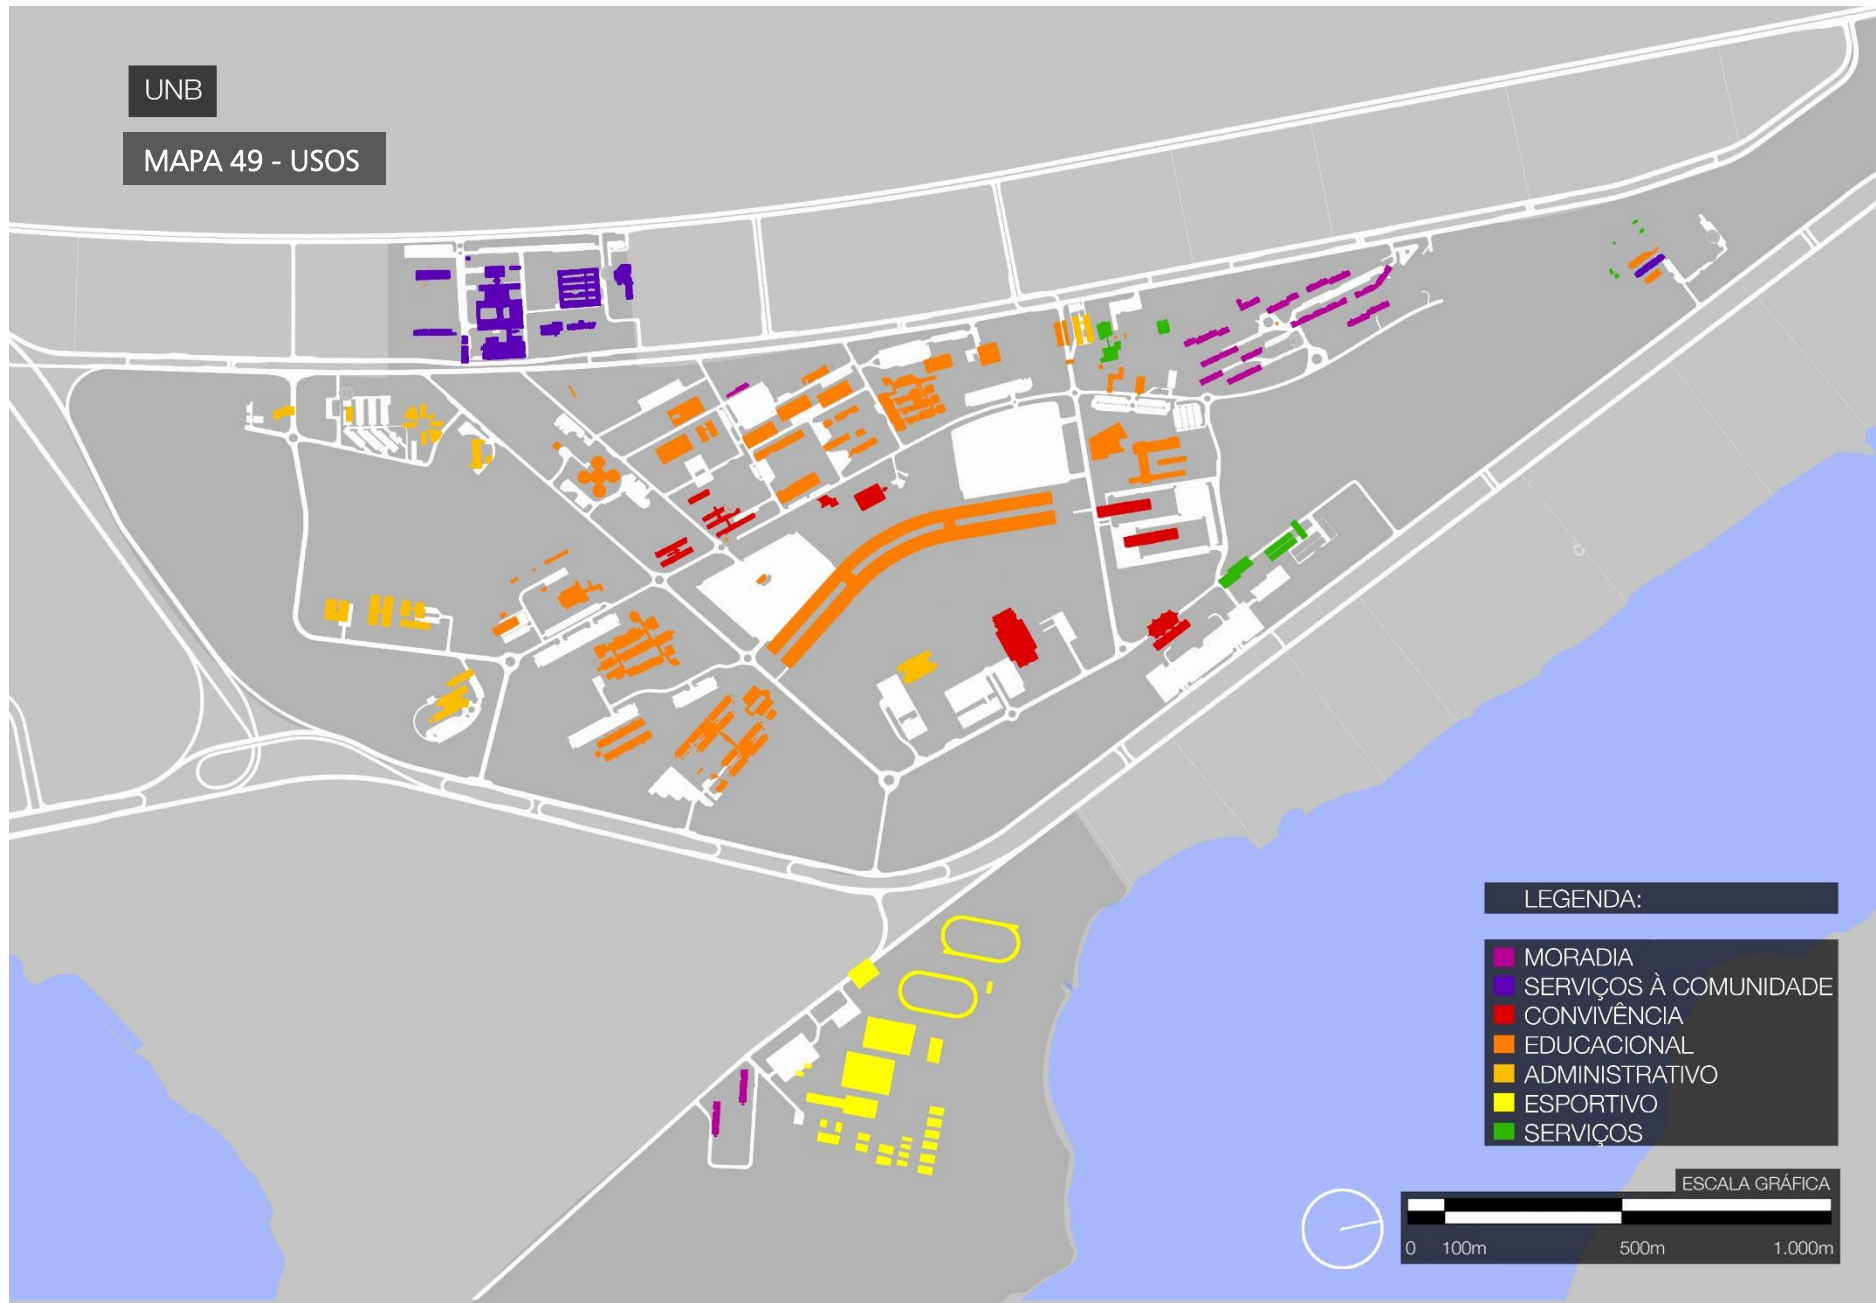 UNB
MAPA 49 - USOS
LEGENDA:
MORADIA
SERVIÇOS À COMUNIDADE
CONVIVÊNCIA
EDUCACIONAL
ADMINISTRATIVO
ESPORTIVO
SERVIÇOS
ESCALA GRÁFICA
0 100m 500m 1.000m